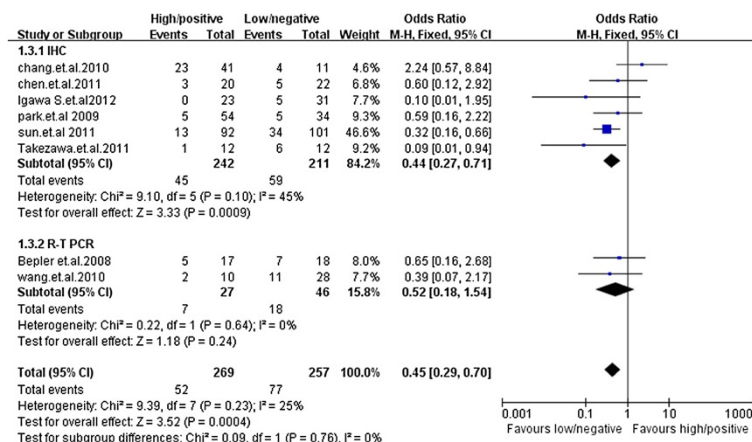 High/positive Low/negative Odds Ratio Odds Ratio
Study or Subgroup Events Total Events Total Weight M-H, Fixed, 95% CI M-H, Fixed, 95% CI
1.3.1 IHC
chang.et.al.2010 23 41 4 11 4.6% 2.24 [0.57, 8.84]
chen.et.al.2011 3 20 5 22 6.8% 0.60 [0.12, 2.92]
Igawa S.et.al2012 0 23 5 31 8.0% 0.10 [0.01, 1.95]
park.et.al 2009 5 54 5 34 9.3% 0.59 [0.16, 2.22]
sun.et.al 2011 13 92 34 101 46.6% 0.32 [0.16, 0.66]
Takezawa.et.al.2011 1 12 6 12 9.2% 0.09 [0.01, 0.94]
Subtotal (95% CI) 242 211 84.2% 0.44 [0.27, 0.71]
Total events 45 59
Heterogeneity: Chi² = 9.10, df = 5 (P = 0.10); I² = 45%
Test for overall effect: Z = 3.33 (P = 0.0009)
1.3.2 R-T PCR
Bepler.et.al.2008 5 17 7 18 8.0% 0.65 [0.16, 2.68]
wang.et.al.2010 2 10 11 28 7.7% 0.39 [0.07, 2.17]
Subtotal (95% CI) 27 46 15.8% 0.52 [0.18, 1.54]
Total events 7 18
Heterogeneity: Chi² = 0.22, df = 1 (P = 0.64); I² = 0%
Test for overall effect: Z = 1.18 (P = 0.24)
Total (95% CI) 269 257 100.0% 0.45 [0.29, 0.70]
Total events 52 77
Heterogeneity: Chi² = 9.39, df = 7 (P = 0.23); I² = 25%
Test for overall effect: Z = 3.52 (P = 0.0004)
Test for subgroup differences: Chi² = 0.09, df = 1 (P = 0.76), I² = 0%
0.001 0.1 1 10 1000
Favours low/negative Favours high/positive